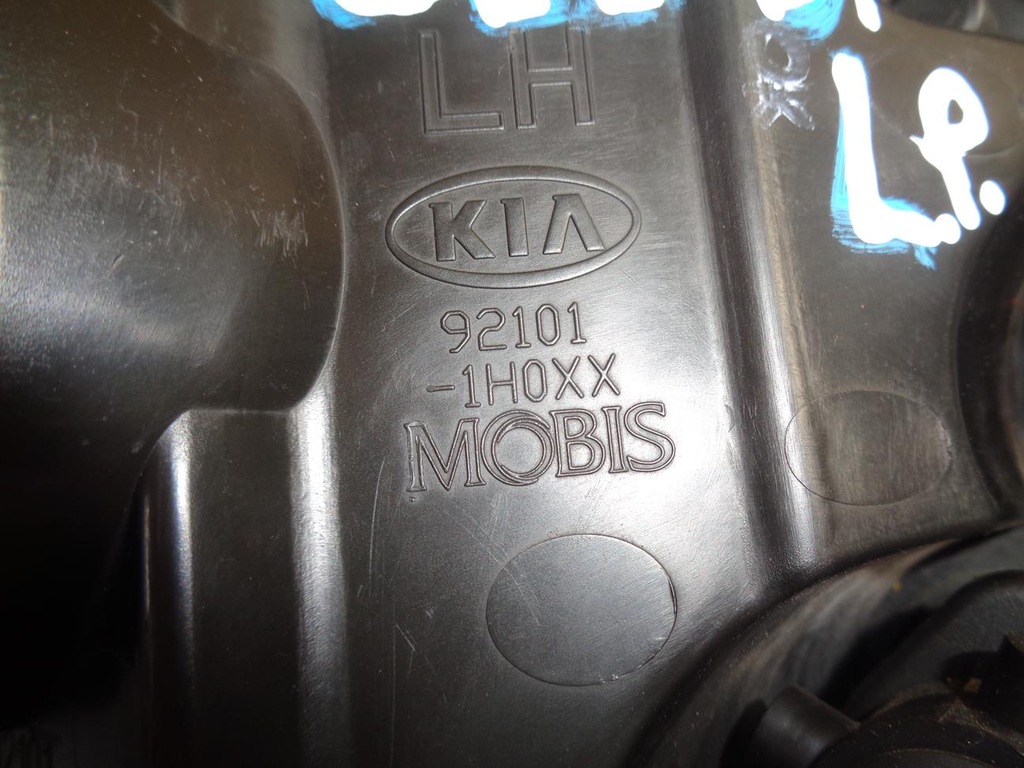 LH
KIA
92101
-1H0XX
MOBIS
L.P.